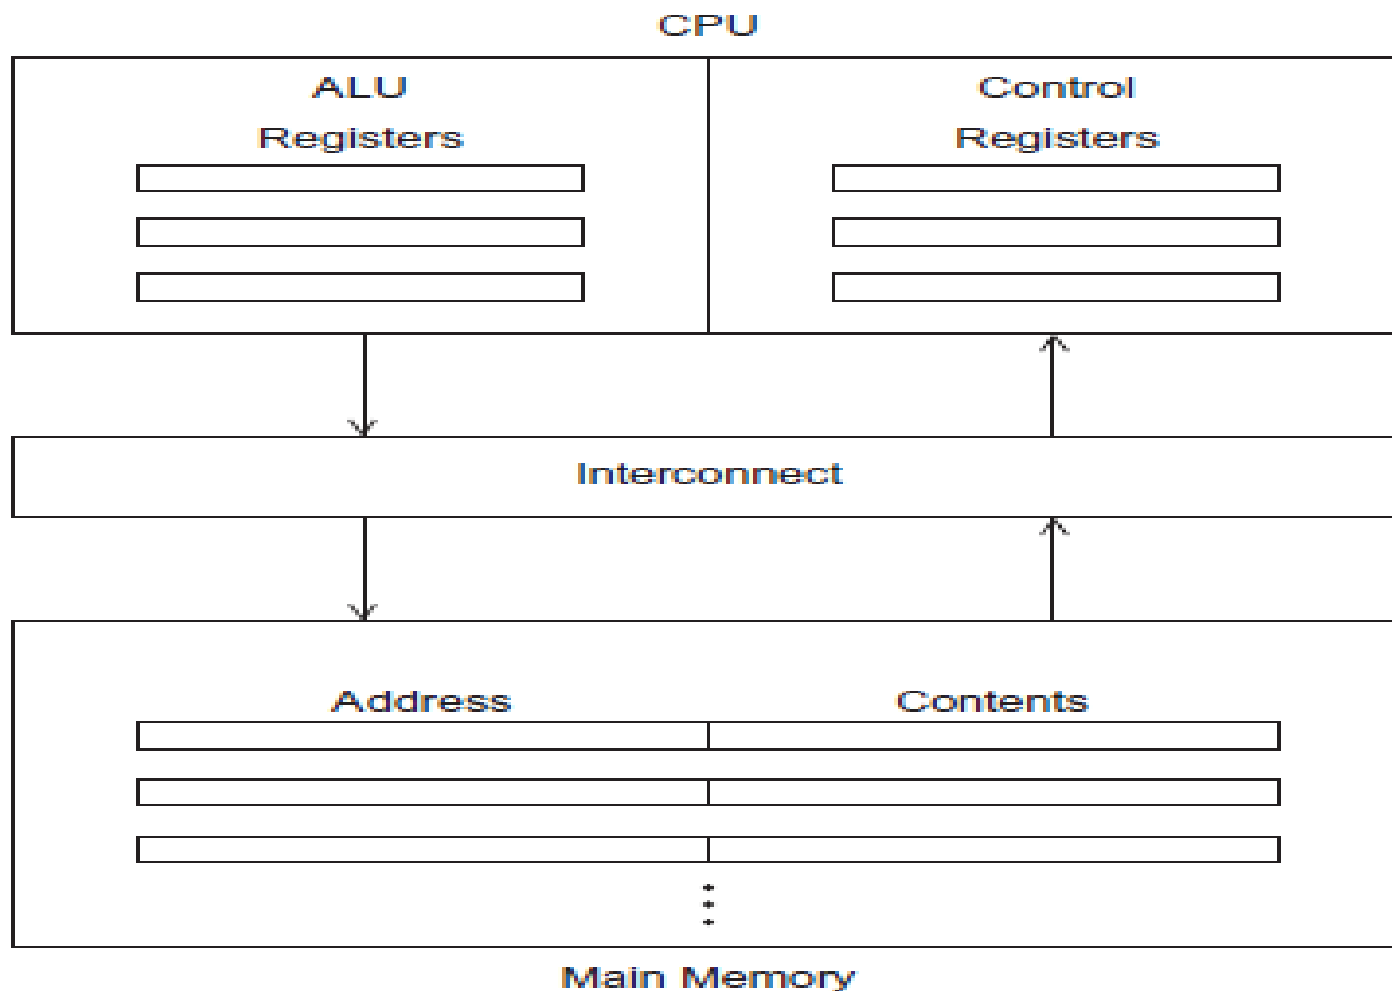 CPU
ALU
Control
Registers
Registers
Interconnect
Address
Contents
Main Memory